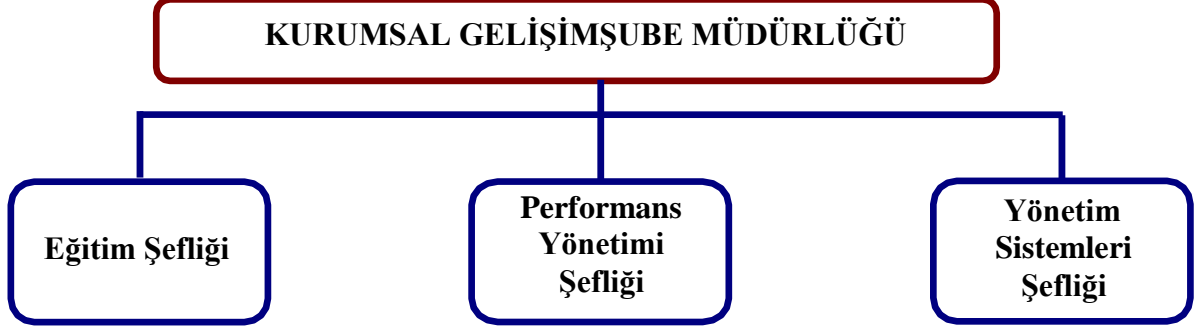 KURUMSAL GELİŞİMŞUBE MÜDÜRLÜĞÜ
Eğitim Şefliği
Performans
Yönetimi
Şefliği
Yönetim
Sistemleri
Şefliği